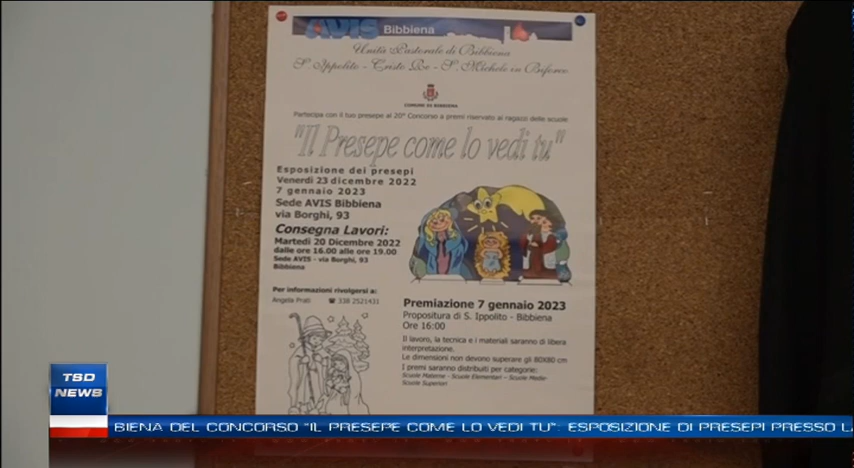 AVIS Bibbiena
Unità Pastorale di Bibbiena
S. Ippolito - Cristo Re - S. Michele in Biforco
COMUNE DI BIBBIENA
Partecipa con il tuo presepe al 20° Concorso a premi riservato ai ragazzi delle scuole
"Il Presepe come lo vedi tu"
Esposizione dei presepi
Venerdì 23 dicembre 2022
7 gennaio 2023
Sede AVIS Bibbiena
via Borghi, 93
Consegna Lavori:
Martedì 20 Dicembre 2022
dalle ore 16.00 alle ore 19.00
Sede AVIS - via Borghi, 93
Bibbiena
Per informazioni rivolgersi a:
Angela Prati ☎ 338 2521431
Premiazione 7 gennaio 2023
Propositura di S. Ippolito - Bibbiena
Ore 16:00
Il lavoro, la tecnica e i materiali saranno di libera
interpretazione.
Le dimensioni non devono superare gli 80X80 cm
I premi saranno distribuiti per categorie:
Scuole Materne - Scuole Elementari - Scuole Medie
Scuole Superiori
TSD
NEWS
BIENA DEL CONCORSO "IL PRESEPE COME LO VEDI TU": ESPOSIZIONE DI PRESEPI PRESSO LA